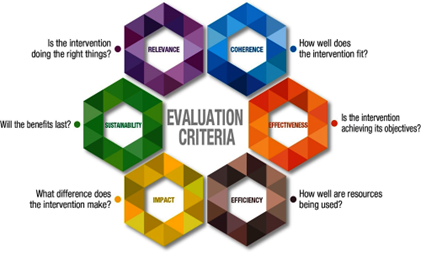 Is the intervention
doing the right things?
RELEVANCE
COHERENCE
How well does
the intervention fit?
Will the benefits last?
SUSTAINABILITY
EVALUATION
CRITERIA
EFFECTIVENESS
Is the intervention
achieving its objectives?
What difference does
the intervention make?
IMPACT
EFFICIENCY
How well are resources
being used?